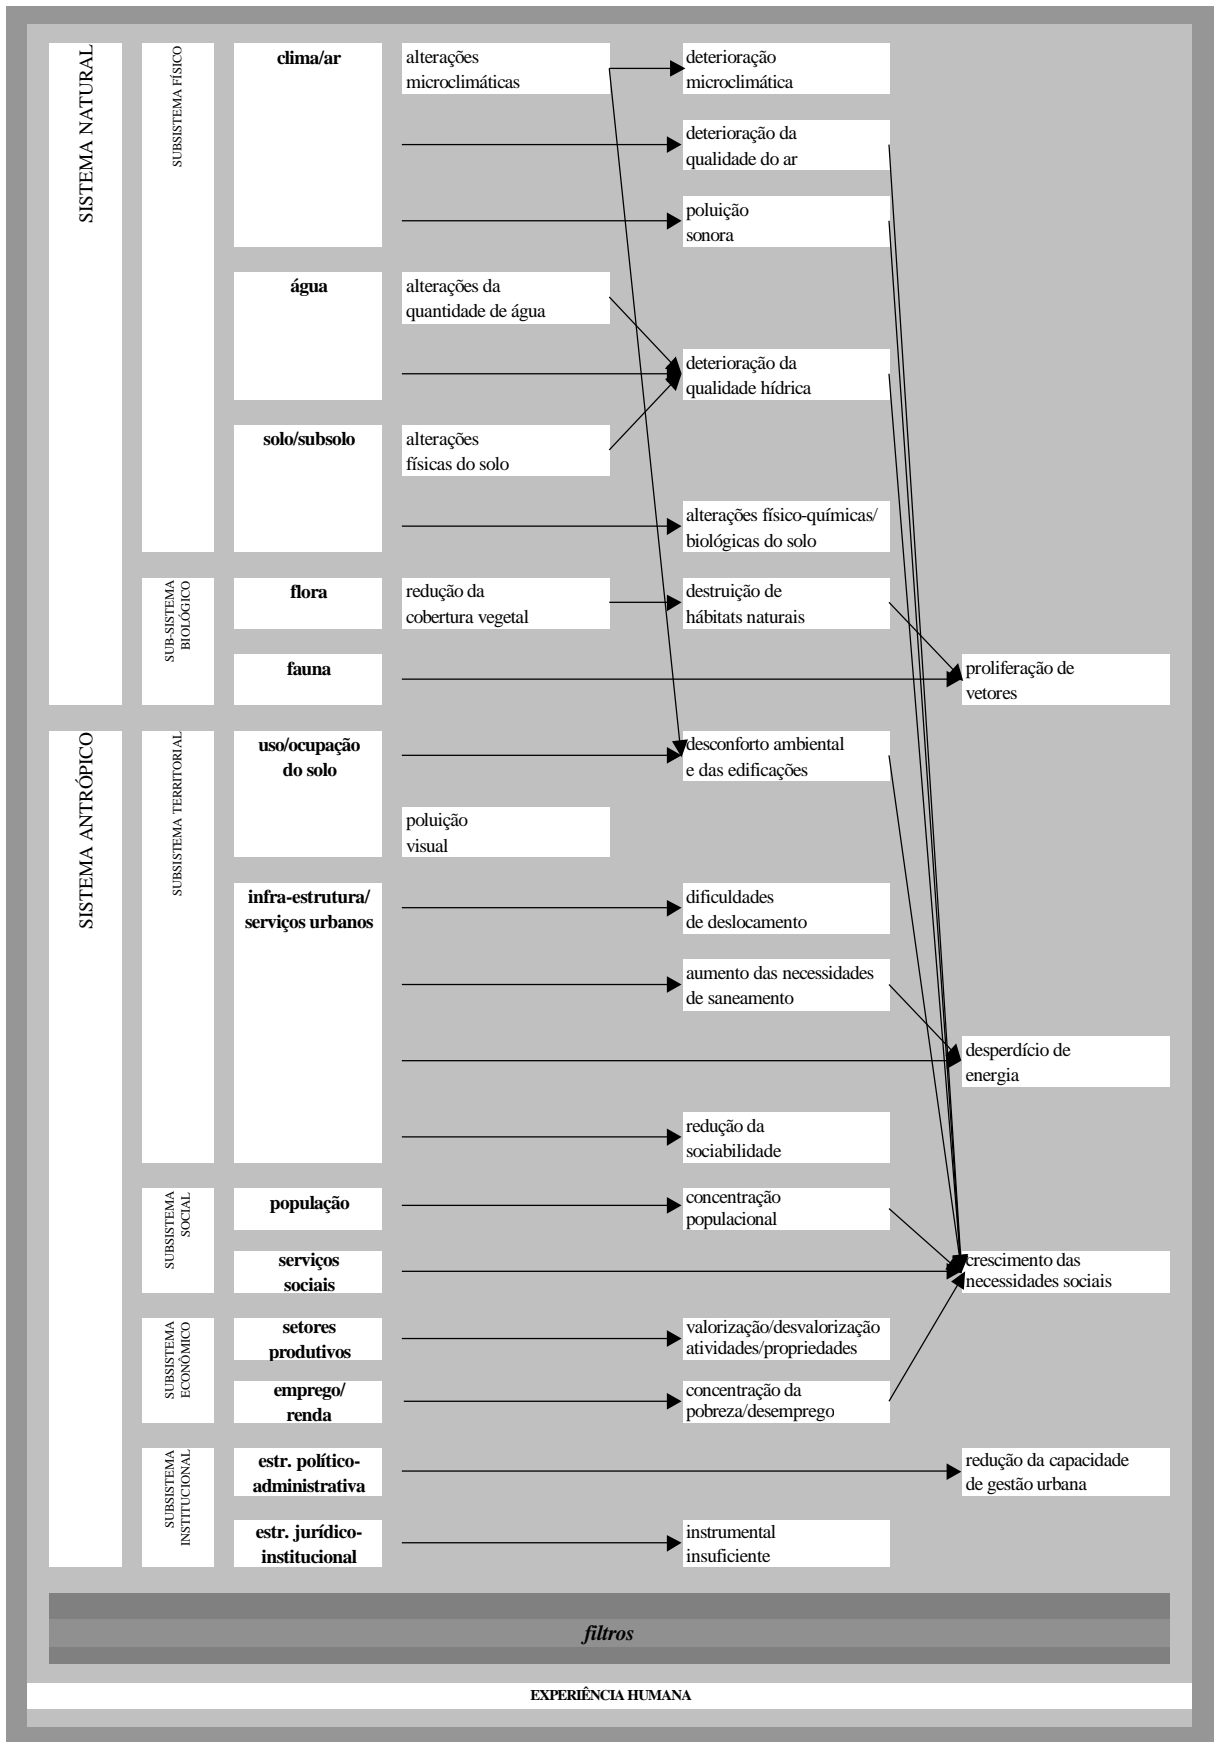 SISTEMA NATURAL
SUBSISTEMA FÍSICO
clima/ar
alterações
microclimáticas
deterioração
microclimática
deterioração da
qualidade do ar
poluição
sonora
água
alterações da
quantidade de água
deterioração da
qualidade hídrica
solo/subsolo
alterações
físicas do solo
alterações físico-químicas/
biológicas do solo
SUB-SISTEMA
BIOLÓGICO
flora
redução da
cobertura vegetal
destruição de
hábitats naturais
fauna
proliferação de
vetores
SISTEMA ANTRÓPICO
SUBSISTEMA TERRITORIAL
uso/ocupação
do solo
desconforto ambiental
e das edificações
poluição
visual
infra-estrutura/
serviços urbanos
dificuldades
de deslocamento
aumento das necessidades
de saneamento
desperdício de
energia
redução da
sociabilidade
SUBSISTEMA
SOCIAL
população
concentração
populacional
serviços
sociais
crescimento das
necessidades sociais
SUBSISTEMA
ECONÔMICO
setores
produtivos
valorização/desvalorização
atividades/propriedades
emprego/
renda
concentração da
pobreza/desemprego
SUBSISTEMA
INSTITUCIONAL
estr. político-
administrativa
redução da capacidade
de gestão urbana
estr. jurídico-
institucional
instrumental
insuficiente
filtros
EXPERIÊNCIA HUMANA